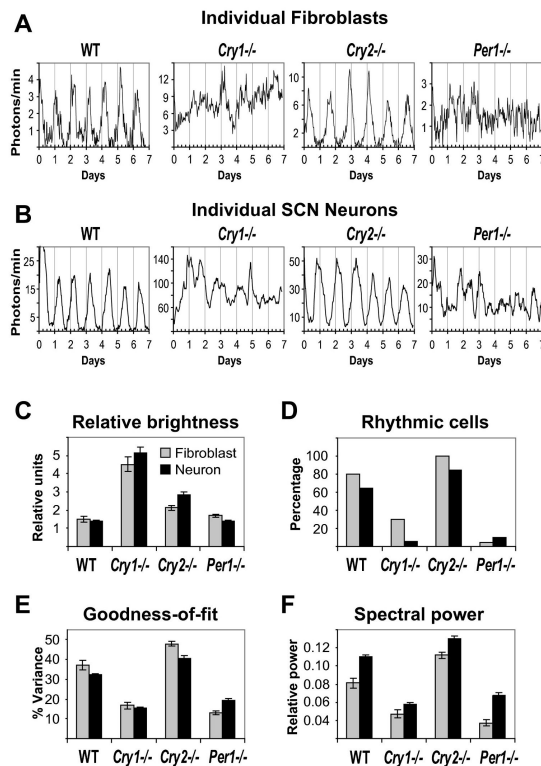 A
Individual Fibroblasts
WT Cry1-/- Cry2-/- Per1-/-
Photons/min
4 3 2 1
15 12 9 6 3
10 8 6 4 2
3 2 1
0 1 2 3 4 5 6 7 0 1 2 3 4 5 6 7 0 1 2 3 4 5 6 7 0 1 2 3 4 5 6 7
Days Days Days Days
B
Individual SCN Neurons
WT Cry1-/- Cry2-/- Per1-/-
Photons/min
25 15 5
140 100 60
50 30 10
30 20 10
0 1 2 3 4 5 6 7 0 1 2 3 4 5 6 7 0 1 2 3 4 5 6 7 0 1 2 3 4 5 6 7
Days Days Days Days
C
Relative brightness
Relative units
5
4
3
2
1
Fibroblast
Neuron
WT Cry1-/- Cry2-/- Per1-/-
D
Rhythmic cells
Percentage
100
80
60
40
20
WT Cry1-/- Cry2-/- Per1-/-
E
Goodness-of-fit
% Variance
50
40
30
20
10
WT Cry1-/- Cry2-/- Per1-/-
F
Spectral power
Relative power
0.12
0.08
0.04
WT Cry1-/- Cry2-/- Per1-/-